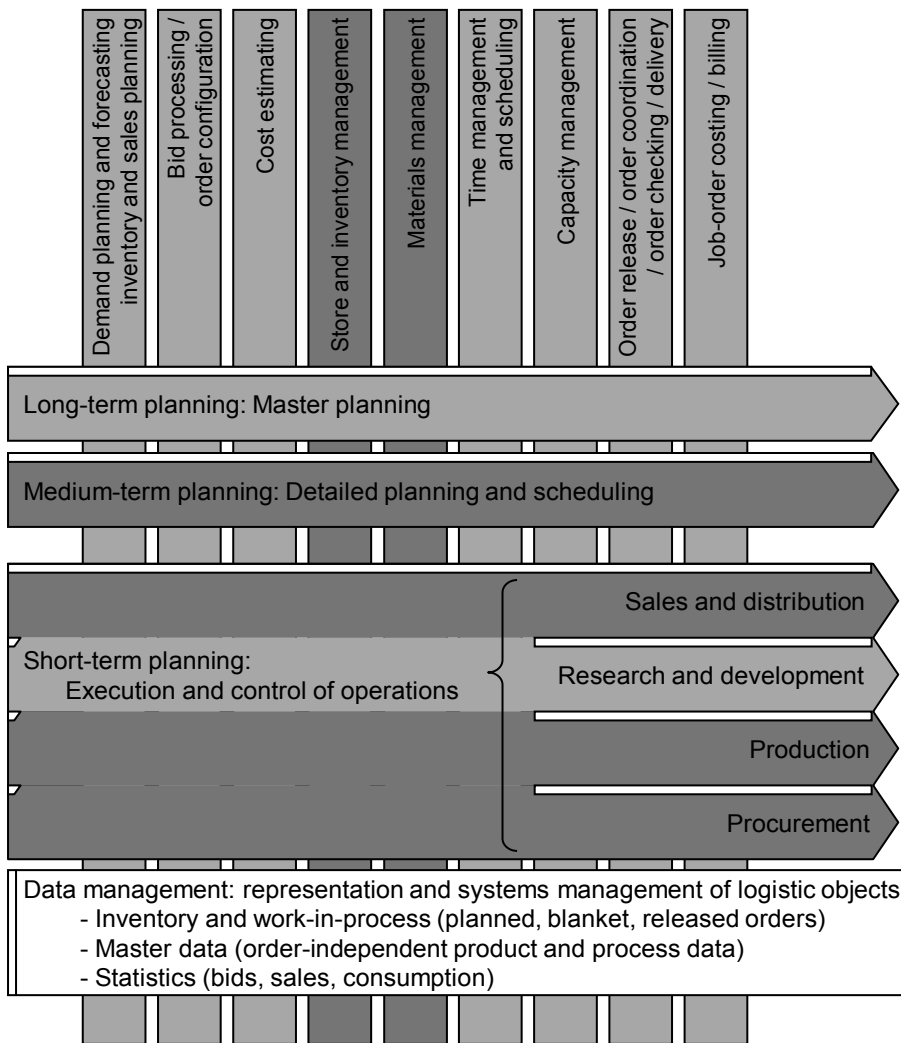 Demand planning and forecasting
inventory and sales planning
Bid processing /
order configuration
Cost estimating
Store and inventory management
Materials management
Time management
and scheduling
Capacity management
Order release / order coordination
/ order checking / delivery
Job-order costing / billing
Long-term planning: Master planning
Medium-term planning: Detailed planning and scheduling
Sales and distribution
Short-term planning:
Execution and control of operations
Research and development
Production
Procurement
Data management: representation and systems management of logistic objects
- Inventory and work-in-process (planned, blanket, released orders)
- Master data (order-independent product and process data)
- Statistics (bids, sales, consumption)